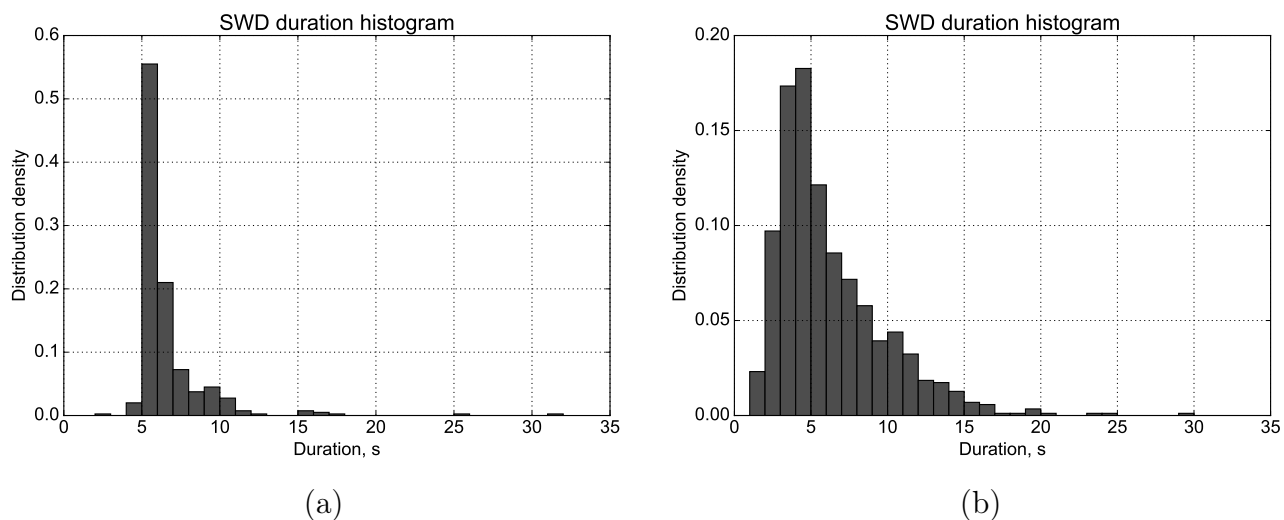 SWD duration histogram
0.6
0.5
0.4
0.3
0.2
0.1
0.0
Distribution density
0 5 10 15 20 25 30 35
Duration, s
(a)
SWD duration histogram
0.20
0.15
0.10
0.05
0.00
Distribution density
0 5 10 15 20 25 30 35
Duration, s
(b)